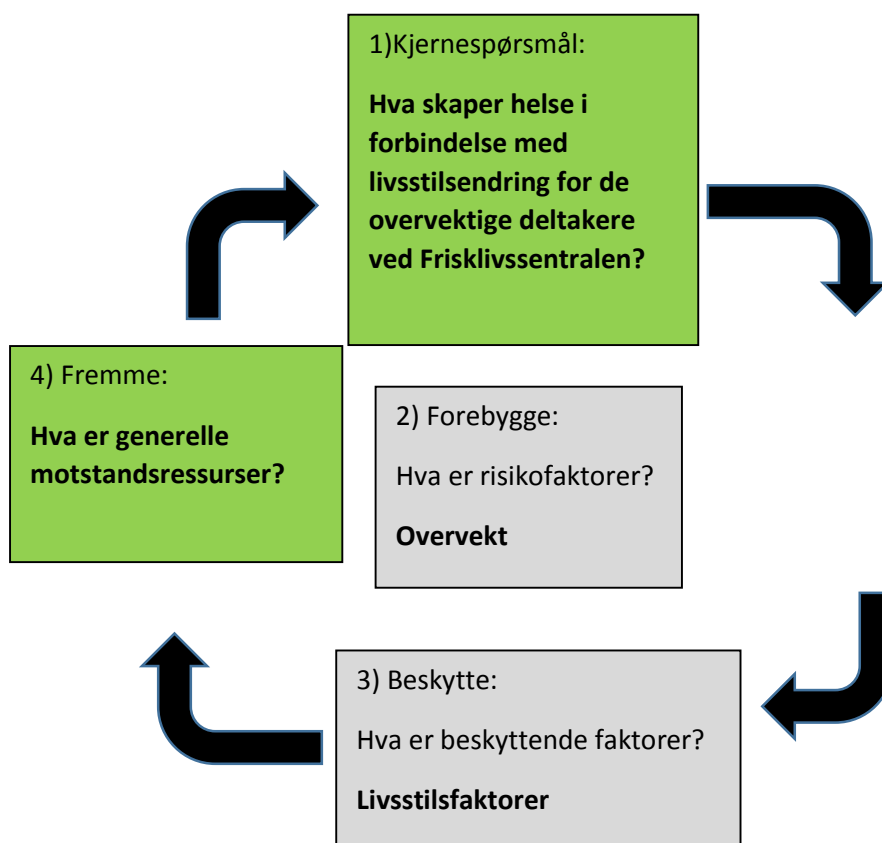 1)Kjernespørsmål:
Hva skaper helse i
forbindelse med
livsstilsendring for de
overvektige deltakere
ved Frisklivssentralen?
2) Forebygge:
Hva er risikofaktorer?
Overvekt
3) Beskytte:
Hva er beskyttende faktorer?
Livsstilsfaktorer
4) Fremme:
Hva er generelle
motstandsressurser?